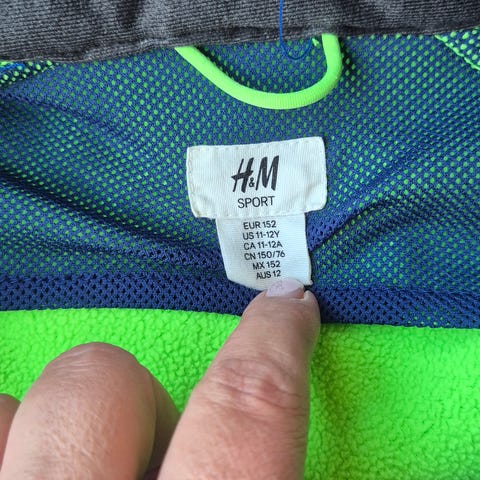 H&M
SPORT
EUR 152
US 11-12Y
CA 11-12A
CN 150/76
MX 152
AUS 12